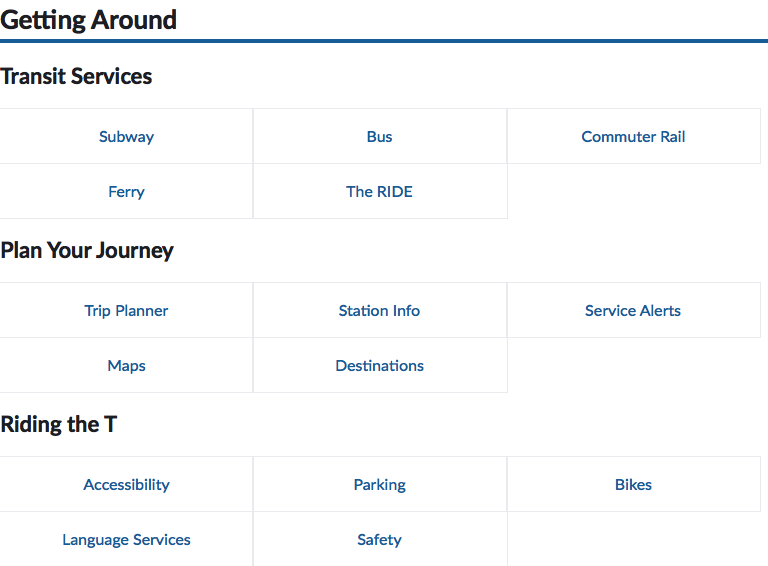 Getting Around
Transit Services
Subway Bus Commuter Rail
Ferry The RIDE
Plan Your Journey
Trip Planner Station Info Service Alerts
Maps Destinations
Riding the T
Accessibility Parking Bikes
Language Services Safety